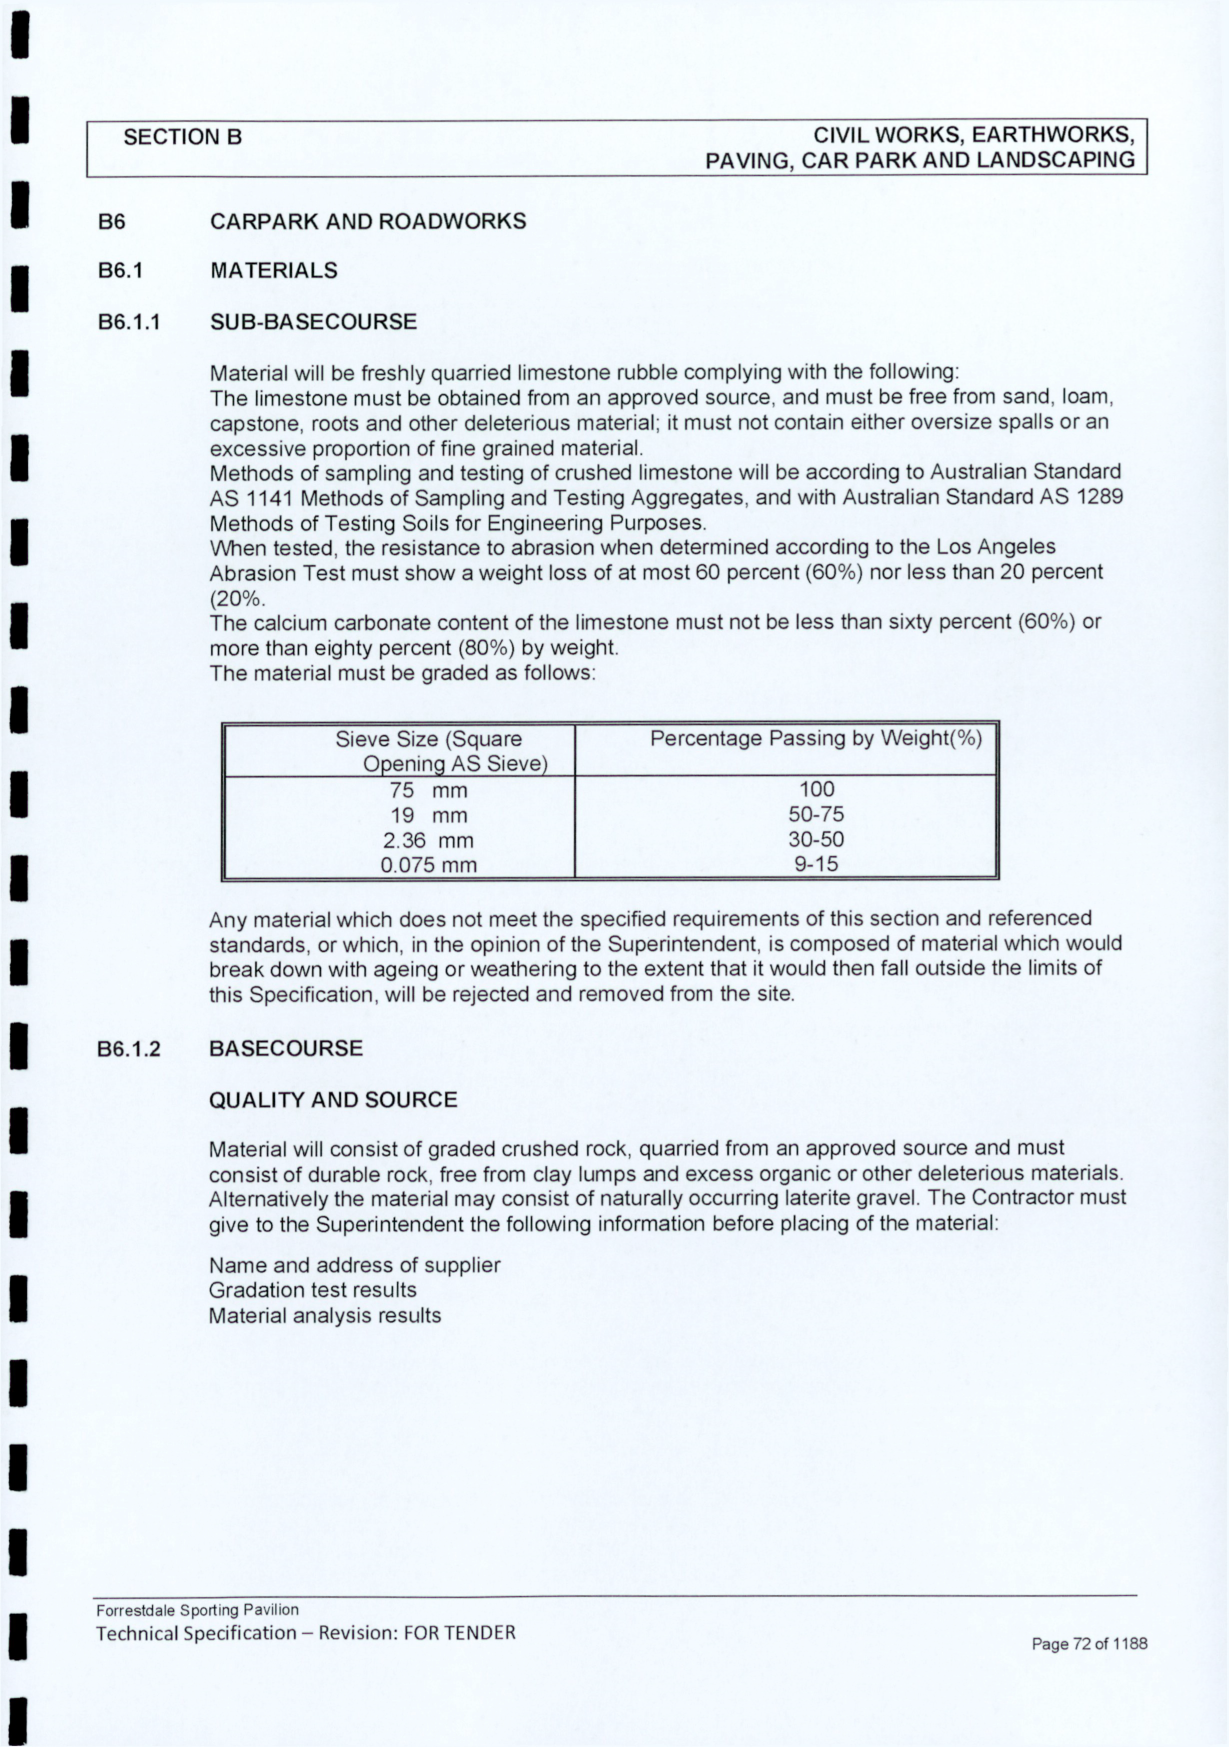 SECTION B
CIVIL WORKS, EARTHWORKS,
PAVING, CAR PARK AND LANDSCAPING
B6 CARPARK AND ROADWORKS
B6.1 MATERIALS
B6.1.1 SUB-BASECOURSE
Material will be freshly quarried limestone rubble complying with the following:
The limestone must be obtained from an approved source, and must be free from sand, loam,
capstone, roots and other deleterious material; it must not contain either oversize spalls or an
excessive proportion of fine grained material.
Methods of sampling and testing of crushed limestone will be according to Australian Standard
AS 1141 Methods of Sampling and Testing Aggregates, and with Australian Standard AS 1289
Methods of Testing Soils for Engineering Purposes.
When tested, the resistance to abrasion when determined according to the Los Angeles
Abrasion Test must show a weight loss of at most 60 percent (60%) nor less than 20 percent
(20%.
The calcium carbonate content of the limestone must not be less than sixty percent (60%) or
more than eighty percent (80%) by weight.
The material must be graded as follows:
Sieve Size (Square Percentage Passing by Weight(%)
Opening AS Sieve)
75 mm 100
19 mm 50-75
2.36 mm 30-50
0.075 mm 9-15
Any material which does not meet the specified requirements of this section and referenced
standards, or which, in the opinion of the Superintendent, is composed of material which would
break down with ageing or weathering to the extent that it would then fall outside the limits of
this Specification, will be rejected and removed from the site.
B6.1.2 BASECOURSE
QUALITY AND SOURCE
Material will consist of graded crushed rock, quarried from an approved source and must
consist of durable rock, free from clay lumps and excess organic or other deleterious materials.
Alternatively the material may consist of naturally occurring laterite gravel. The Contractor must
give to the Superintendent the following information before placing of the material:
Name and address of supplier
Gradation test results
Material analysis results
Forrestdale Sporting Pavilion
Technical Specification – Revision: FOR TENDER
Page 72 of 1188